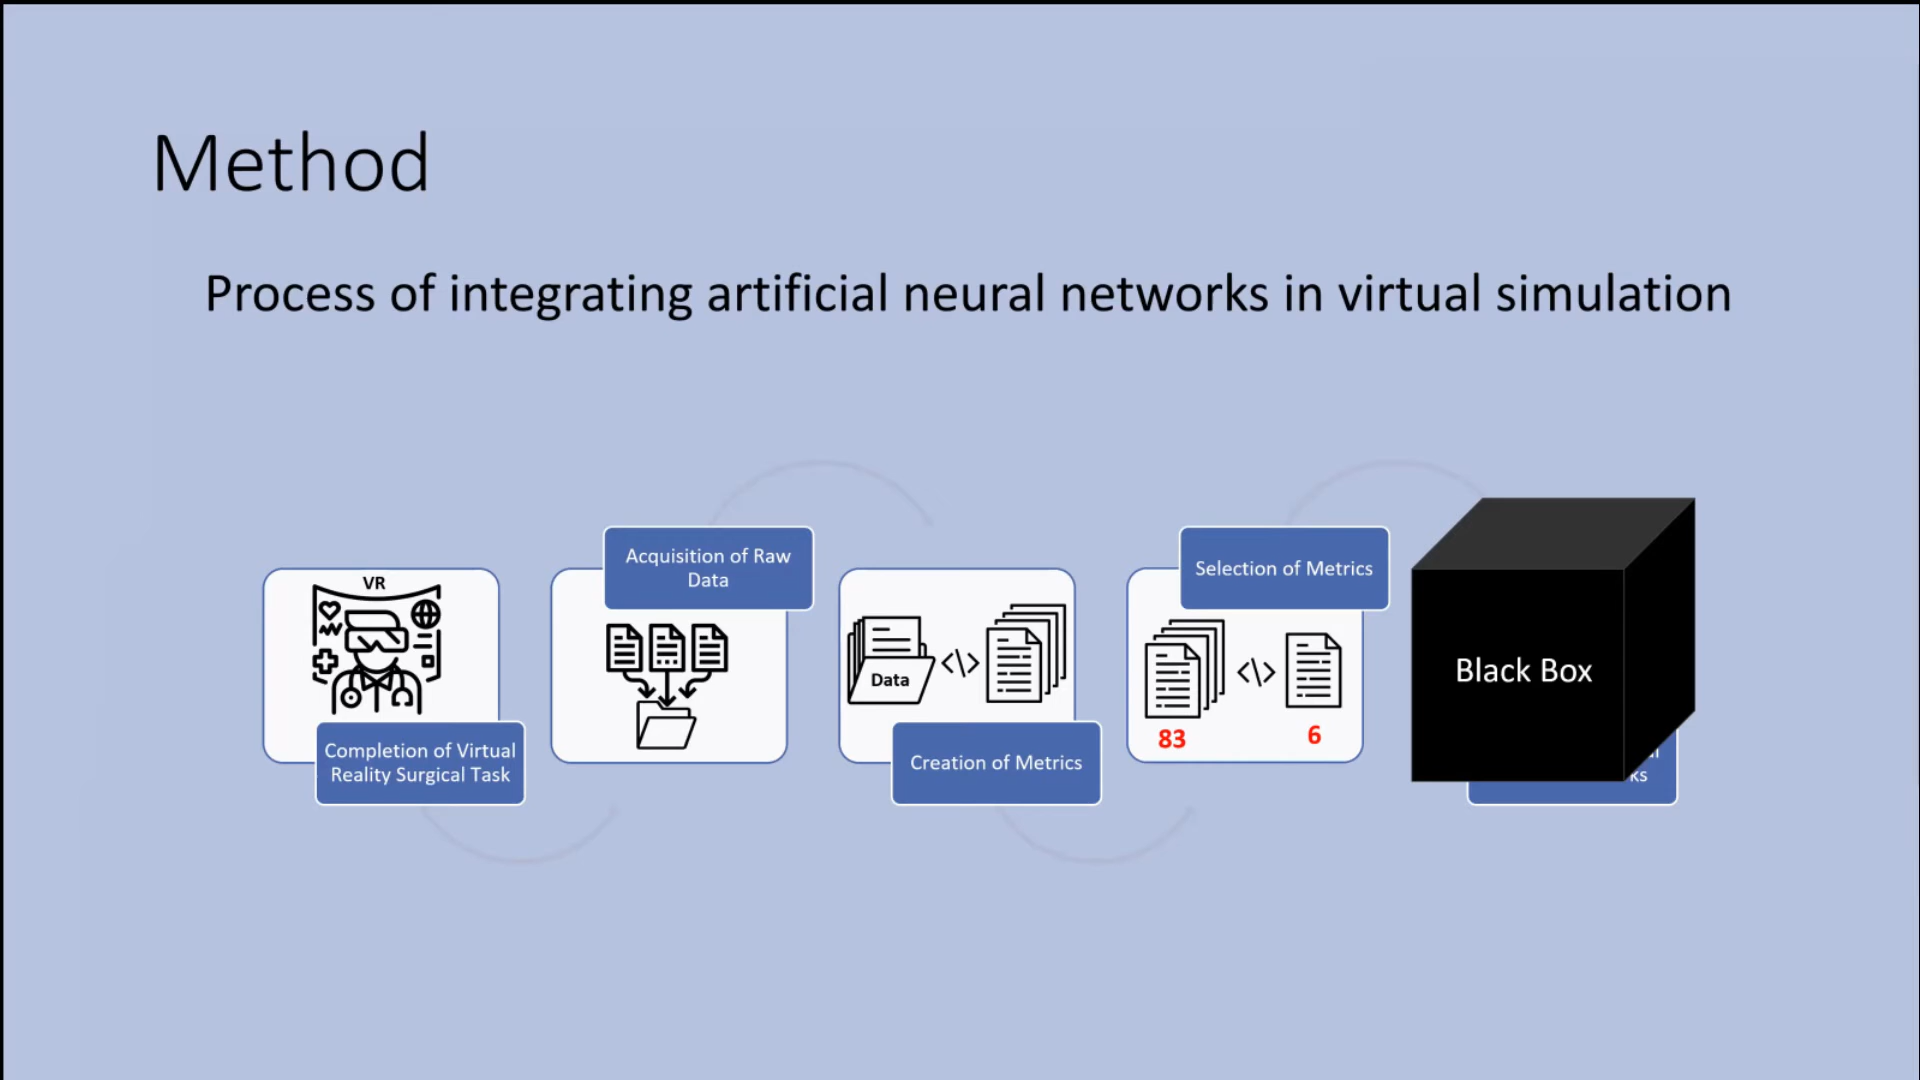 Method
Process of integrating artificial neural networks in virtual simulation
VR
Completion of Virtual
Reality Surgical Task
Acquisition of Raw
Data
Data
</>
Creation of Metrics
Selection of Metrics
</>
83
6
Black Box